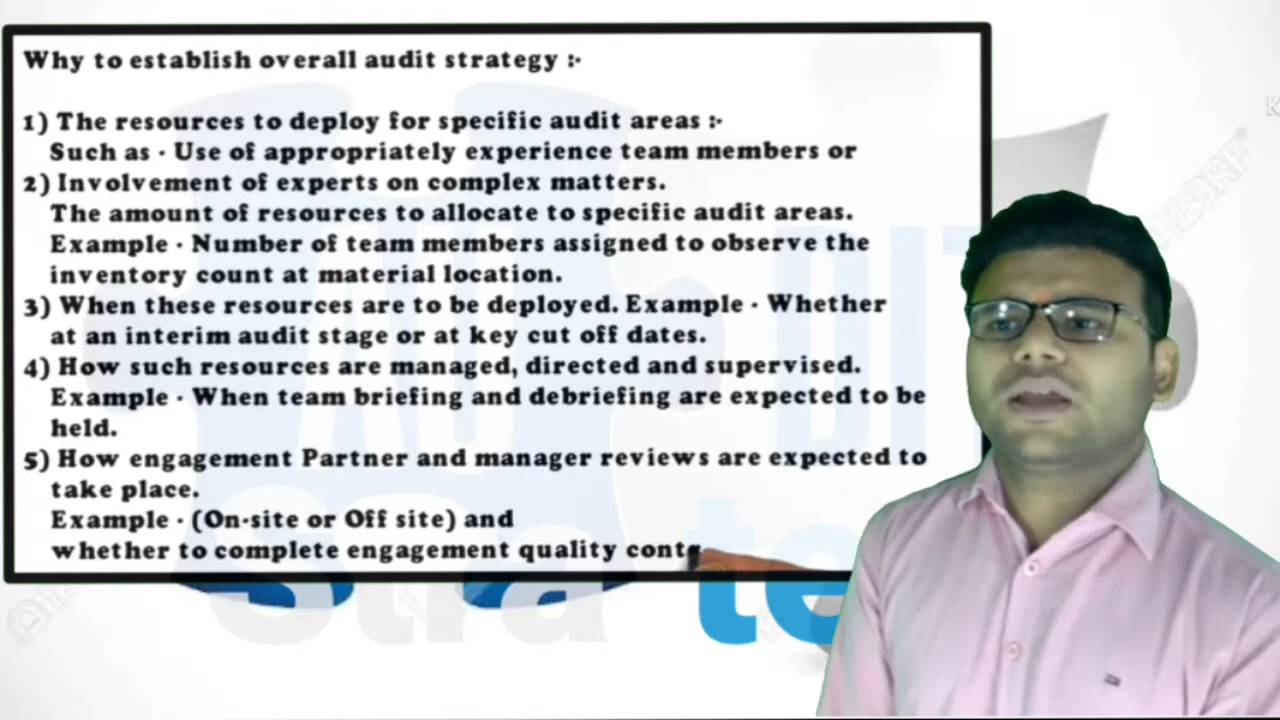 Why to establish overall audit strategy :-
1) The resources to deploy for specific audit areas :-
Such as - Use of appropriately experience team members or
2) Involvement of experts on complex matters.
The amount of resources to allocate to specific audit areas.
Example - Number of team members assigned to observe the
inventory count at material location.
3) When these resources are to be deployed. Example - Whether
at an interim audit stage or at key cut off dates.
4) How such resources are managed, directed and supervised.
Example - When team briefing and debriefing are expected to be
held.
5) How engagement Partner and manager reviews are expected to
take place.
Example - (On-site or Off site) and
whether to complete engagement quality cont